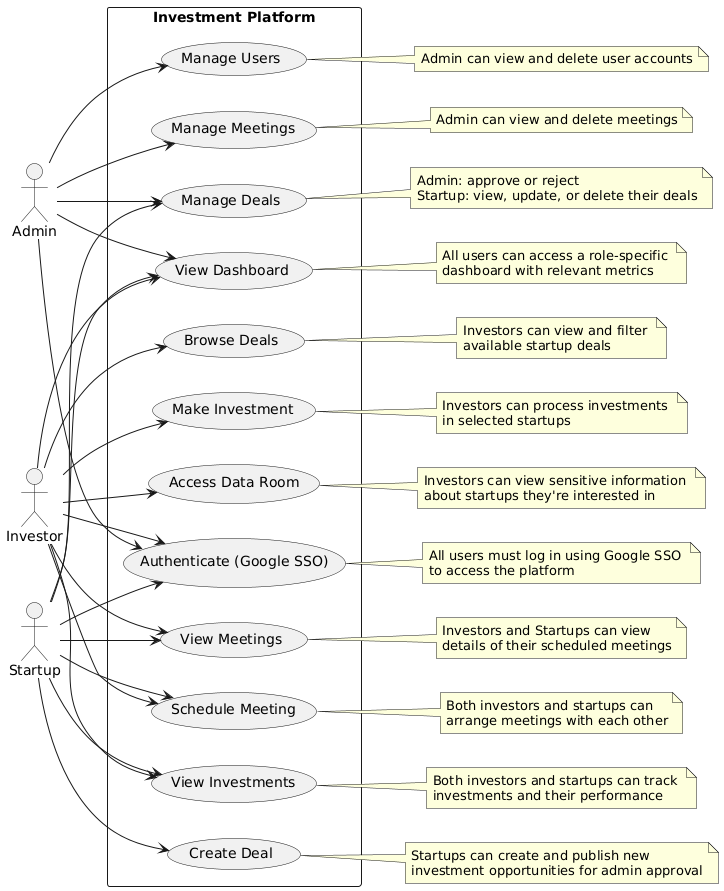 Investment Platform
Manage Users
Admin can view and delete user accounts
Manage Meetings
Admin can view and delete meetings
Admin
Manage Deals
Admin: approve or reject
Startup: view, update, or delete their deals
View Dashboard
All users can access a role-specific
dashboard with relevant metrics
Browse Deals
Investors can view and filter
available startup deals
Make Investment
Investors can process investments
in selected startups
Access Data Room
Investors can view sensitive information
about startups they're interested in
Investor
Authenticate (Google SSO)
All users must log in using Google SSO
to access the platform
Startup
View Meetings
Investors and Startups can view
details of their scheduled meetings
Schedule Meeting
Both investors and startups can
arrange meetings with each other
View Investments
Both investors and startups can track
investments and their performance
Create Deal
Startups can create and publish new
investment opportunities for admin approval